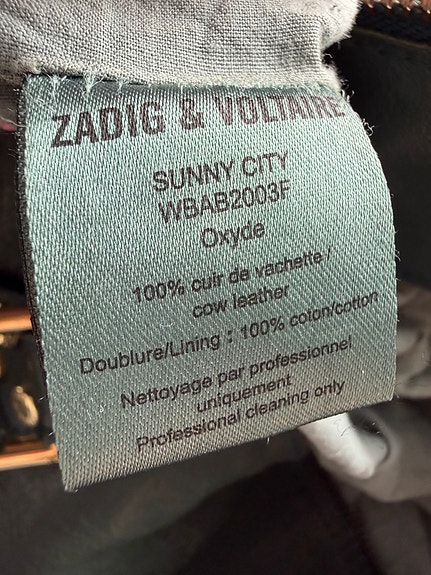 ZADIG & VOLTAIRE
SUNNY CITY
WBAB2003F
Oxyde
100% cuir de vachette /
cow leather
Doublure/Lining : 100% coton/cotton
Nettoyage par professionnel
uniquement
Professional cleaning only